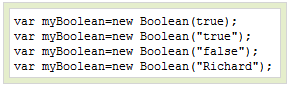 var myBoolean=new Boolean(true);
var myBoolean=new Boolean("true");
var myBoolean=new Boolean("false");
var myBoolean=new Boolean("Richard");